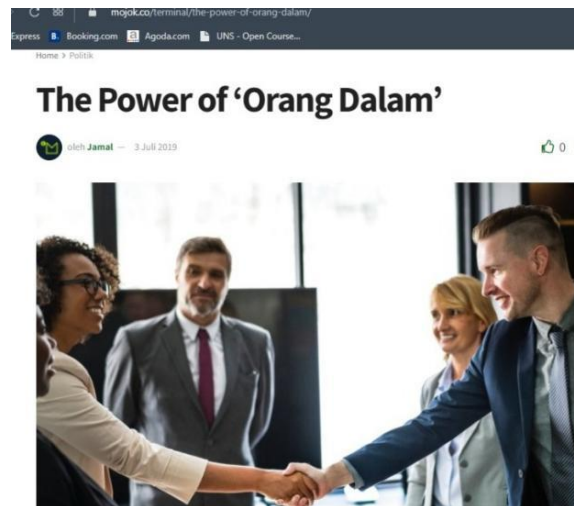 mojok.co/terminal/the-power-of-orang-dalam/
Express B. Booking.com a Agoda.com UNS - Open Course...
Home > Politik
The Power of ‘Orang Dalam’
oleh Jamal — 3 Juli 2019
0